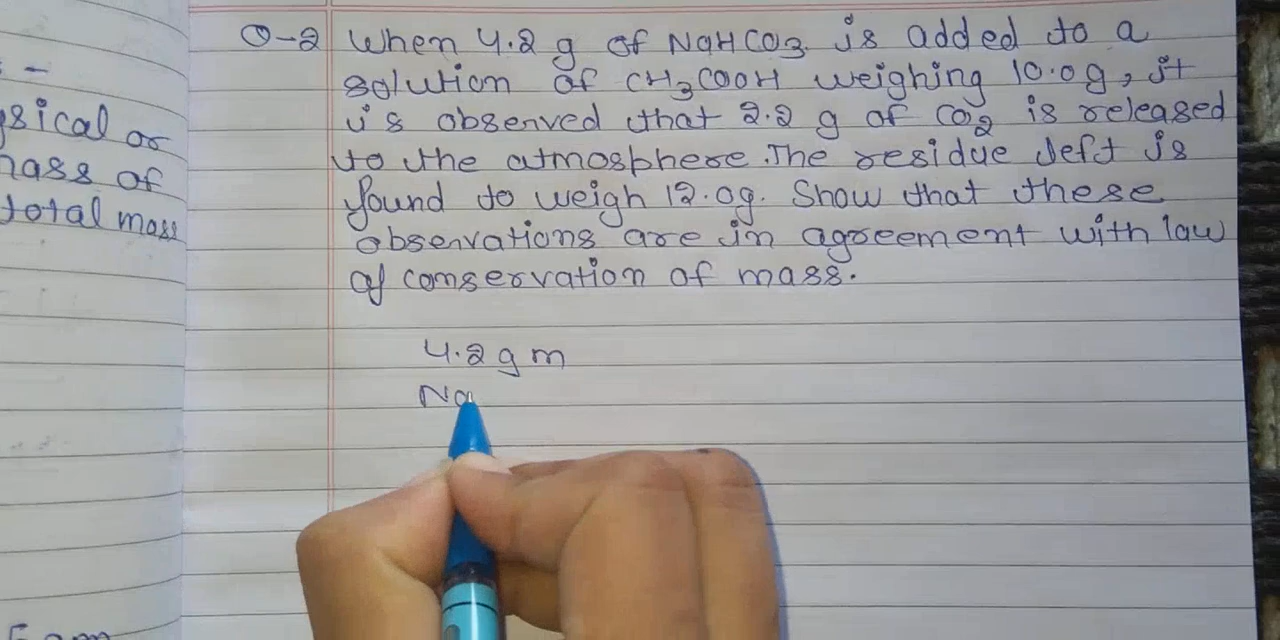 -
sical or
mass of
total mass
Q-2 When 4.2 g of NaHCO3 is added to a
solution of CH3COOH weighing 10.0g, it
is observed that 2.2 g of CO2 is released
to the atmosphere. The residue left is
found to weigh 12.0g. Show that these
observations are in agreement with law
of conservation of mass.
4.2 g m
Na